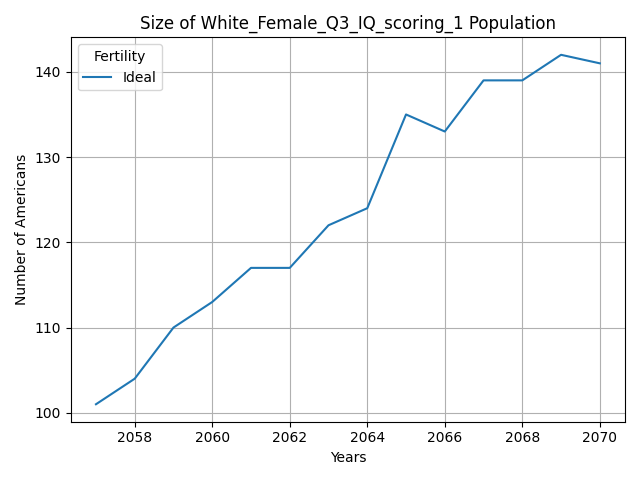 Size of White_Female_Q3_IQ_scoring_1 Population
Fertility
Ideal
Number of Americans
140
130
120
110
100
2058 2060 2062 2064 2066 2068 2070
Years